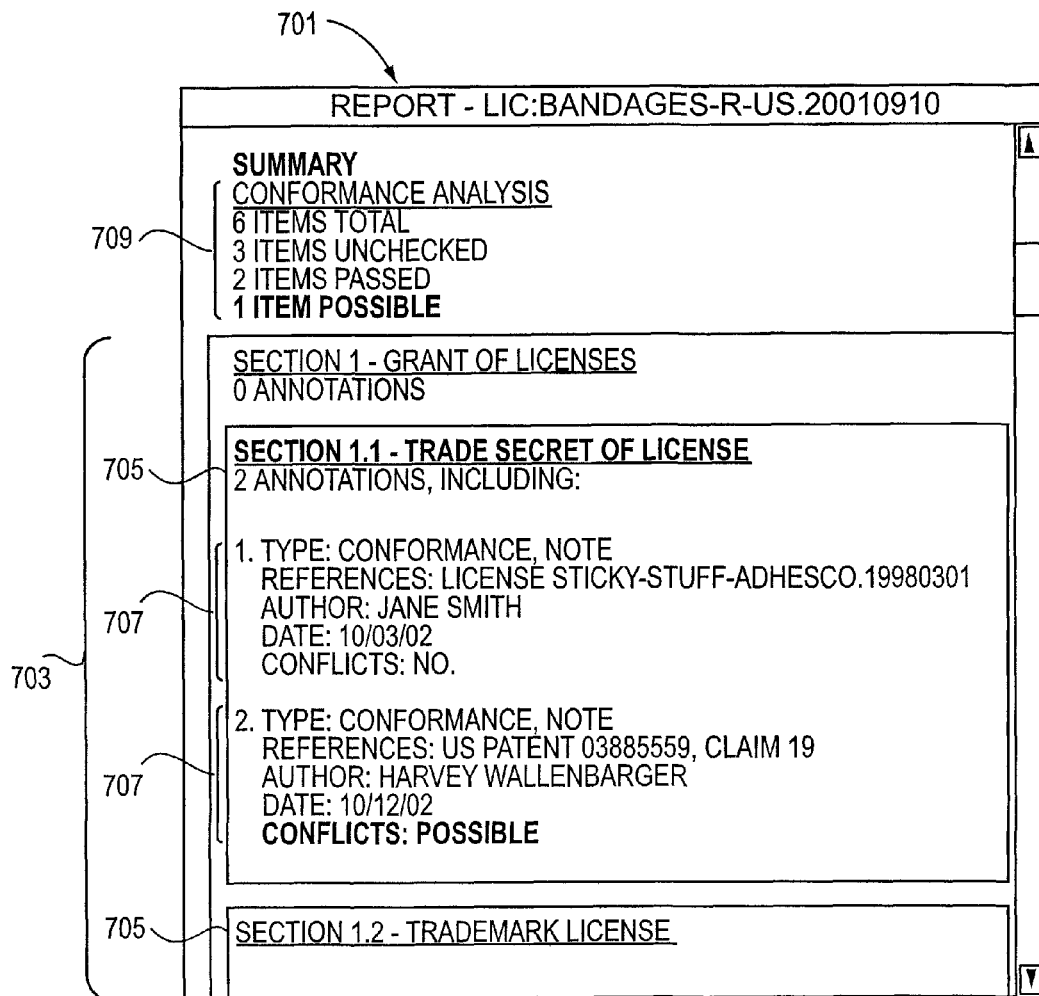 701
REPORT - LIC:BANDAGES-R-US.20010910
SUMMARY
CONFORMANCE ANALYSIS
6 ITEMS TOTAL
709
3 ITEMS UNCHECKED
2 ITEMS PASSED
1 ITEM POSSIBLE
SECTION 1 - GRANT OF LICENSES
0 ANNOTATIONS
SECTION 1.1 - TRADE SECRET OF LICENSE
705
2 ANNOTATIONS, INCLUDING:
1. TYPE: CONFORMANCE, NOTE
REFERENCES: LICENSE STICKY-STUFF-ADHESCO.19980301
AUTHOR: JANE SMITH
707
DATE: 10/03/02
CONFLICTS: NO.
703
2. TYPE: CONFORMANCE, NOTE
REFERENCES: US PATENT 03885559, CLAIM 19
AUTHOR: HARVEY WALLENBARGER
707
DATE: 10/12/02
CONFLICTS: POSSIBLE
705
SECTION 1.2 - TRADEMARK LICENSE